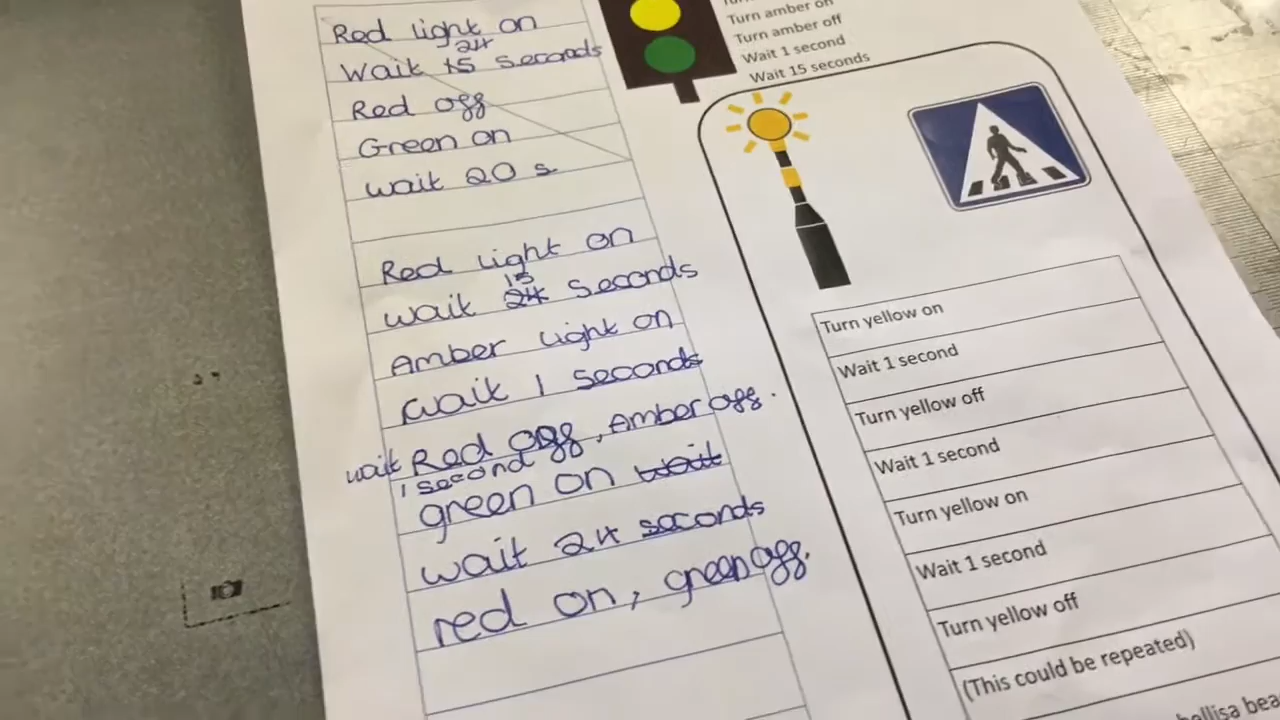 Red light on
24
Wait 15 seconds
Red off
Green on
wait 20 s
Red light on
15
wait 24 seconds
Amber light on
wait 1 seconds
wait Red off, Amber off.
1 second
green on wait
wait 24 seconds
red on, green off.
Turn amber on
Turn amber off
Wait 1 second
Wait 15 seconds
Turn yellow on
Wait 1 second
Turn yellow off
Wait 1 second
Turn yellow on
Wait 1 second
Turn yellow off
(This could be repeated)